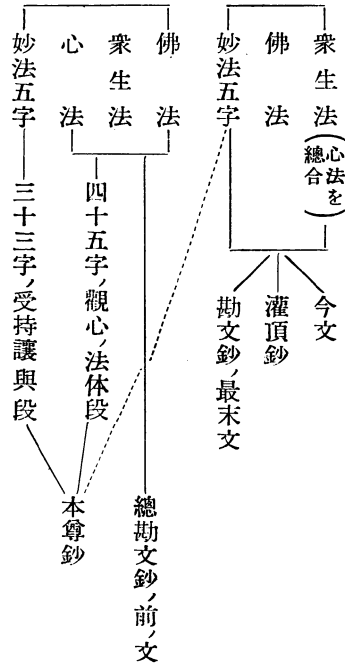 衆生法(心法を總合)
佛法
妙法五字
今文
灌頂鈔
勘文鈔ノ最末文
佛法
衆生法
心法
妙法五字
總勘文鈔ノ前ノ文
四十五字ノ觀心ノ法体段
三十三字ノ受持讓與段
本尊鈔